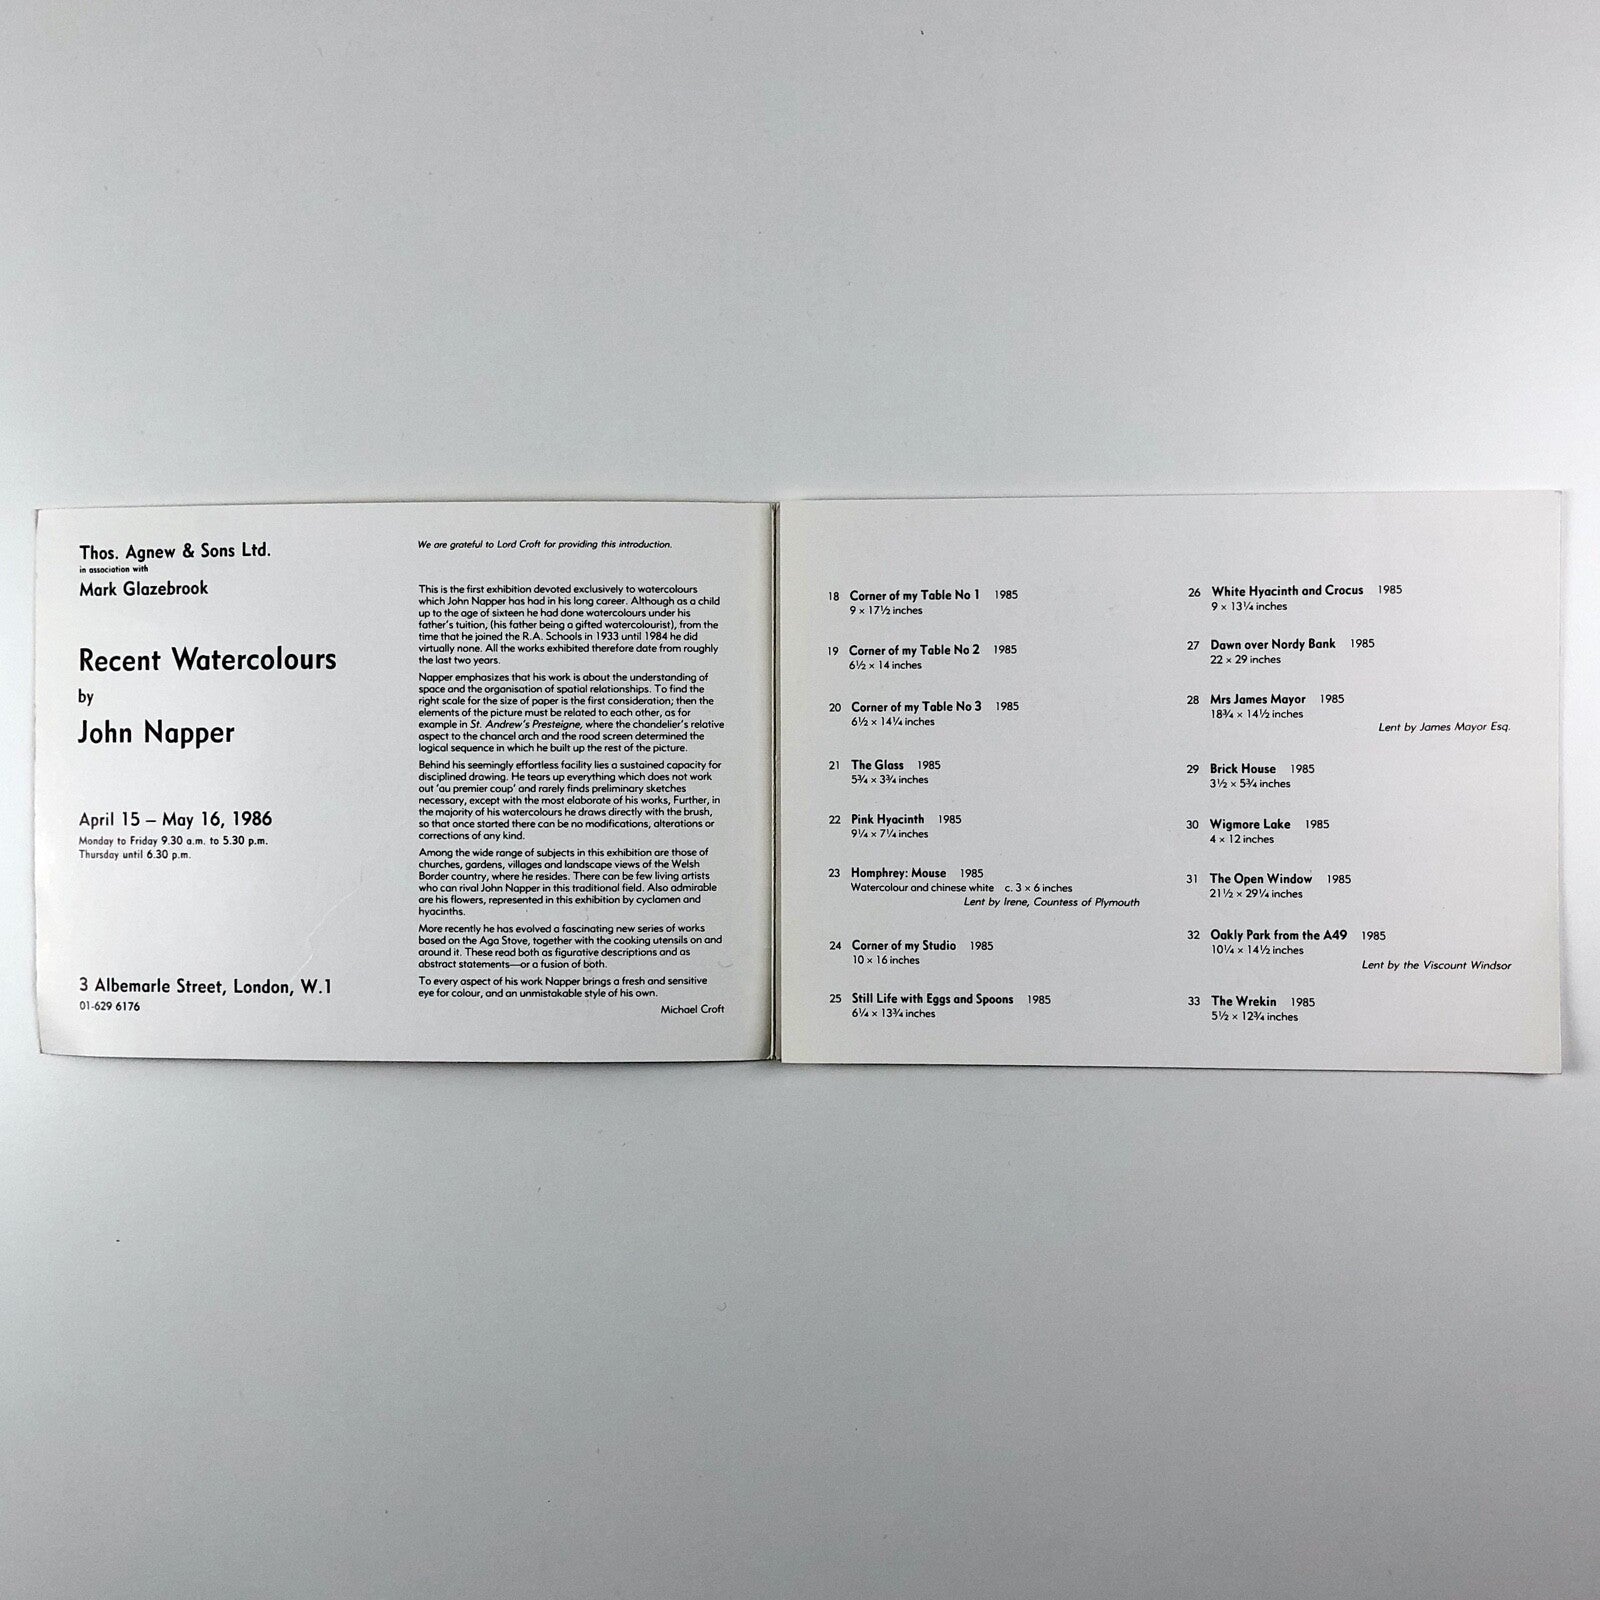 Thos. Agnew & Sons Ltd.
in association with
Mark Glazebrook
Recent Watercolours
by
John Napper
April 15 – May 16, 1986
Monday to Friday 9.30 a.m. to 5.30 p.m.
Thursday until 6.30 p.m.
3 Albemarle Street, London, W.1
01-629 6176
We are grateful to Lord Croft for providing this introduction.
This is the first exhibition devoted exclusively to watercolours
which John Napper has had in his long career. Although as a child
up to the age of sixteen he had done watercolours under his
father's tuition, (his father being a gifted watercolourist), from the
time that he joined the R.A. Schools in 1933 until 1984 he did
virtually none. All the works exhibited therefore date from roughly
the last two years.
Napper emphasizes that his work is about the understanding of
space and the organisation of spatial relationships. To find the
right scale for the size of paper is the first consideration; then the
elements of the picture must be related to each other, as for
example in St. Andrew's Presteigne, where the chandelier's relative
aspect to the chancel arch and the rood screen determined the
logical sequence in which he built up the rest of the picture.
Behind his seemingly effortless facility lies a sustained capacity for
disciplined drawing. He tears up everything which does not work
out 'au premier coup' and rarely finds preliminary sketches
necessary, except with the most elaborate of his works, Further, in
the majority of his watercolours he draws directly with the brush,
so that once started there can be no modifications, alterations or
corrections of any kind.
Among the wide range of subjects in this exhibition are those of
churches, gardens, villages and landscape views of the Welsh
Border country, where he resides. There can be few living artists
who can rival John Napper in this traditional field. Also admirable
are his flowers, represented in this exhibition by cyclamen and
hyacinths.
More recently he has evolved a fascinating new series of works
based on the Aga Stove, together with the cooking utensils on and
around it. These read both as figurative descriptions and as
abstract statements—or a fusion of both.
To every aspect of his work Napper brings a fresh and sensitive
eye for colour, and an unmistakable style of his own.
Michael Croft
18 Corner of my Table No 1 1985
9 × 17½ inches
19 Corner of my Table No 2 1985
6½ × 14 inches
20 Corner of my Table No 3 1985
6½ × 14¼ inches
21 The Glass 1985
5¾ × 3¾ inches
22 Pink Hyacinth 1985
9¼ × 7¼ inches
23 Homphrey: Mouse 1985
Watercolour and chinese white c. 3 × 6 inches
Lent by Irene, Countess of Plymouth
24 Corner of my Studio 1985
10 × 16 inches
25 Still Life with Eggs and Spoons 1985
6¼ × 13¾ inches
26 White Hyacinth and Crocus 1985
9 × 13¼ inches
27 Dawn over Nordy Bank 1985
22 × 29 inches
28 Mrs James Mayor 1985
18¾ × 14½ inches
Lent by James Mayor Esq.
29 Brick House 1985
3½ × 5¾ inches
30 Wigmore Lake 1985
4 × 12 inches
31 The Open Window 1985
21½ × 29¼ inches
32 Oakly Park from the A49 1985
10¼ × 14½ inches
Lent by the Viscount Windsor
33 The Wrekin 1985
5½ × 12¾ inches